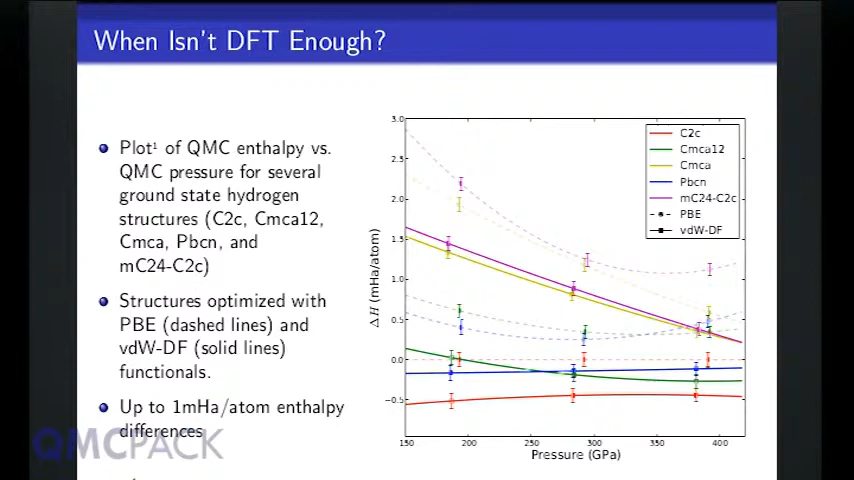 When Isn't DFT Enough?
Plot¹ of QMC enthalpy vs.
QMC pressure for several
ground state hydrogen
structures (C2c, Cmca12,
Cmca, Pbcn, and
mC24-C2c)
Structures optimized with
PBE (dashed lines) and
vdW-DF (solid lines)
functionals.
Up to 1mHa/atom enthalpy
differences
QMCPACK
3.0
2.5
2.0
1.5
1.0
0.5
0.0
−0.5
150
200
250
300
350
400
Pressure (GPa)
ΔH (mHa/atom)
C2c
Cmca12
Cmca
Pbcn
mC24-C2c
PBE
vdW-DF